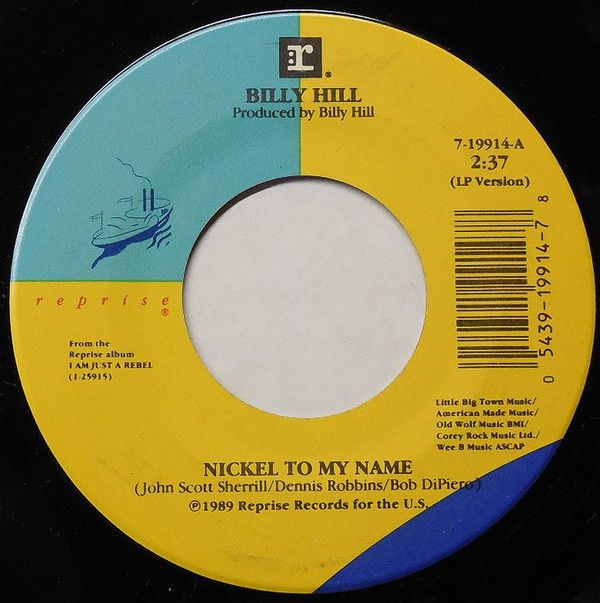 r®
BILLY HILL
Produced by Billy Hill
7-19914-A
2:37
(LP Version)
reprise
®
0 5439-19914-7 8
From the
Reprise album
I AM JUST A REBEL
(1-25915)
Little Big Town Music/
American Made Music/
Old Wolf Music BMI/
Corey Rock Music Ltd./
Wee B Music ASCAP
NICKEL TO MY NAME
(John Scott Sherrill/Dennis Robbins/Bob DiPiero)
℗1989 Reprise Records for the U.S.